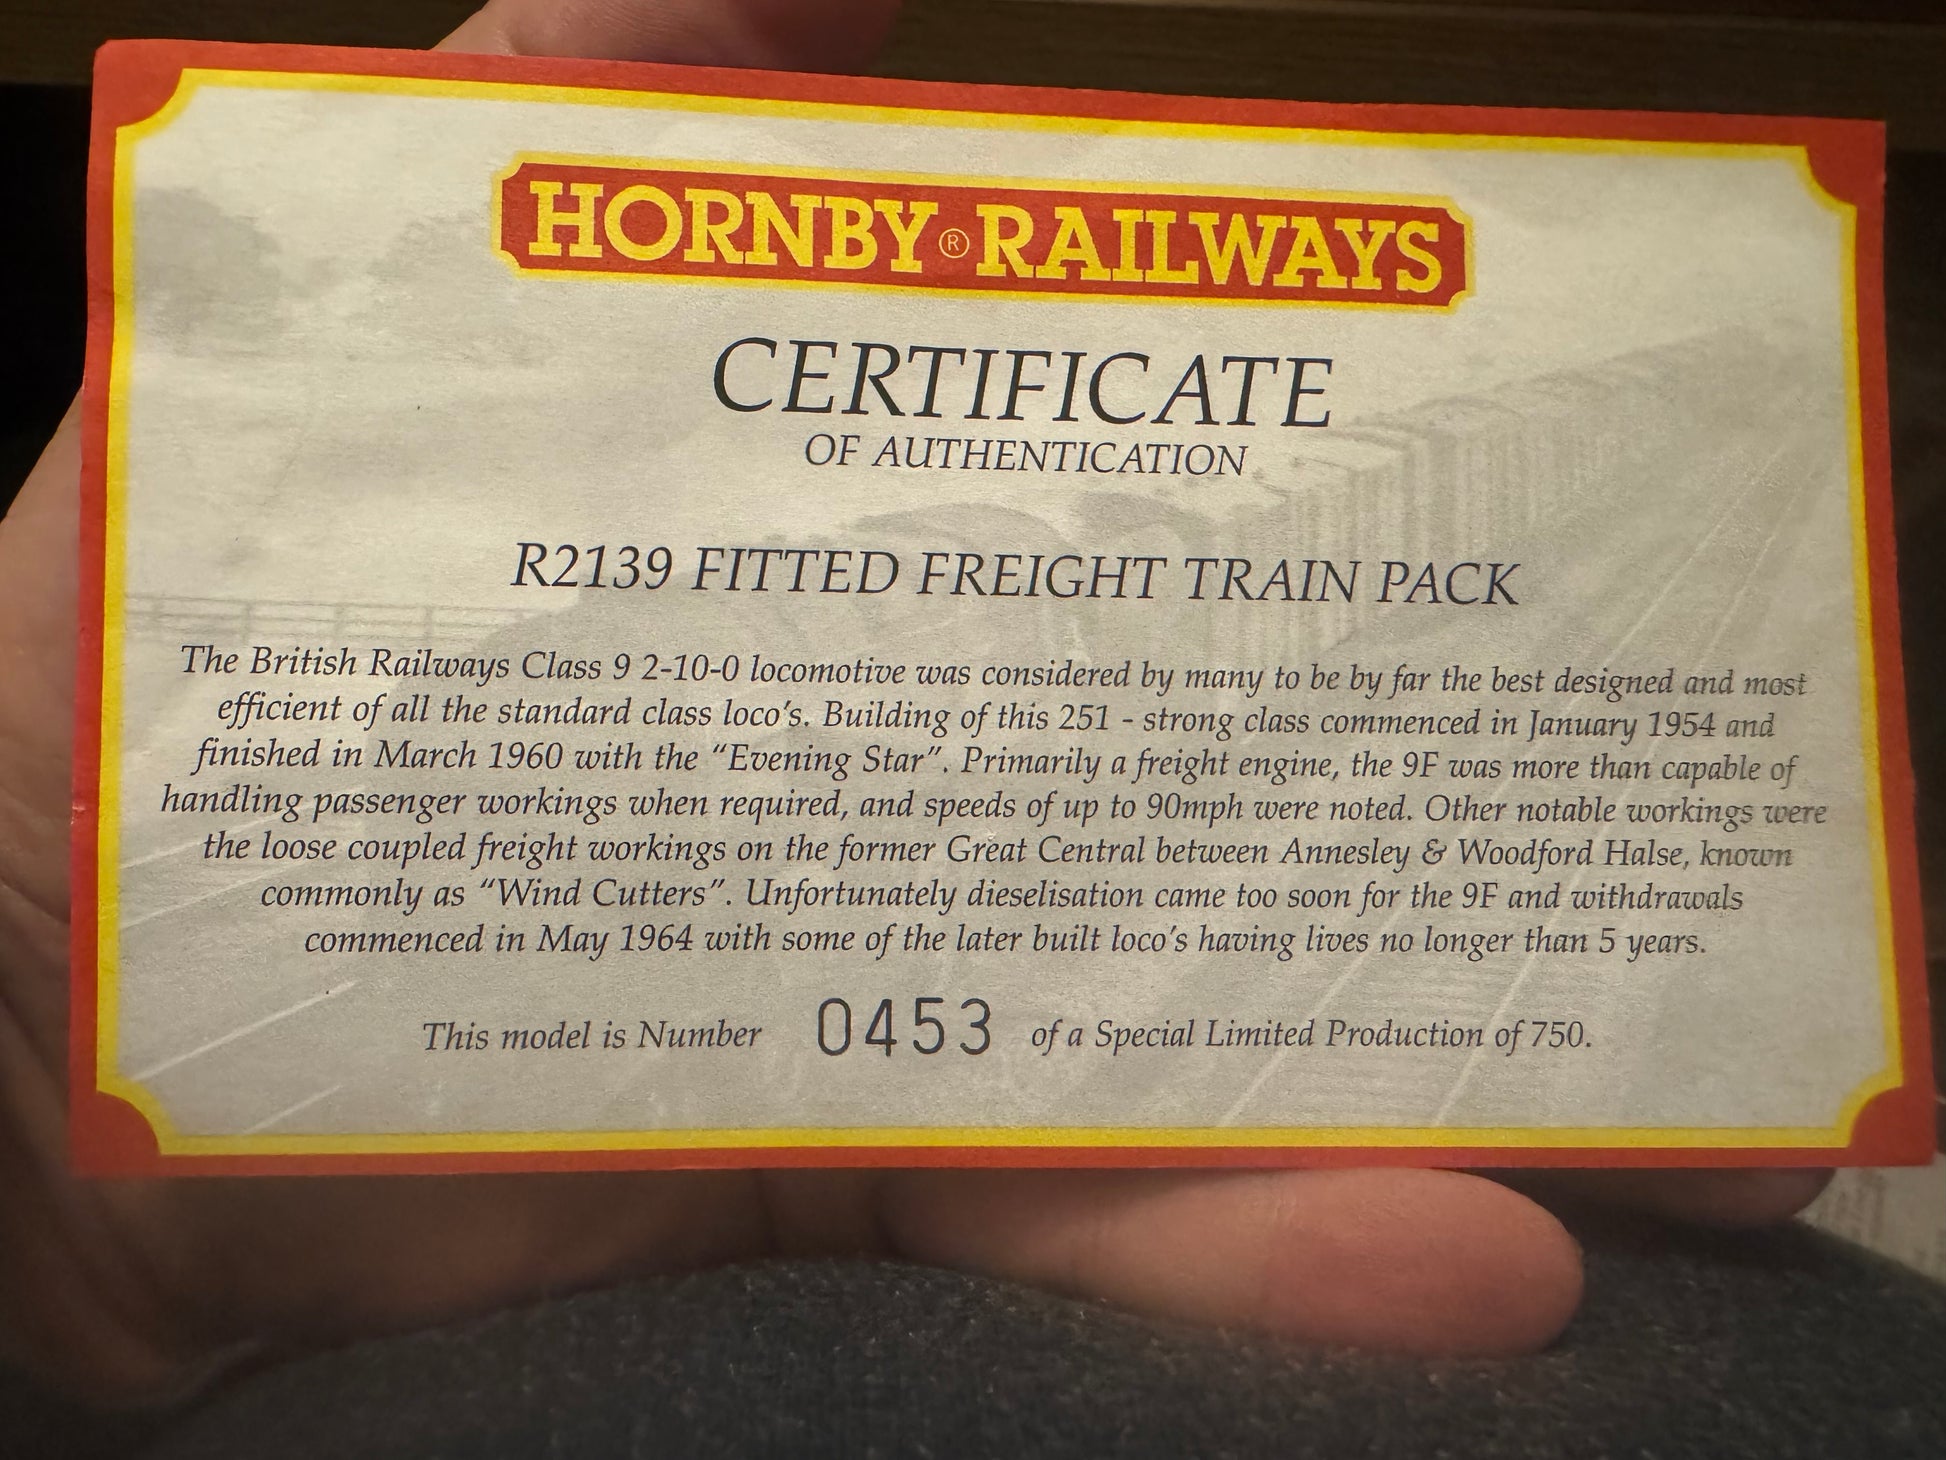 HORNBY ® RAILWAYS
CERTIFICATE
OF AUTHENTICATION
R2139 FITTED FREIGHT TRAIN PACK
The British Railways Class 9 2-10-0 locomotive was considered by many to be by far the best designed and most
efficient of all the standard class loco's. Building of this 251 - strong class commenced in January 1954 and
finished in March 1960 with the "Evening Star". Primarily a freight engine, the 9F was more than capable of
handling passenger workings when required, and speeds of up to 90mph were noted. Other notable workings were
the loose coupled freight workings on the former Great Central between Annesley & Woodford Halse, known
commonly as "Wind Cutters". Unfortunately dieselisation came too soon for the 9F and withdrawals
commenced in May 1964 with some of the later built loco's having lives no longer than 5 years.
This model is Number 0453 of a Special Limited Production of 750.